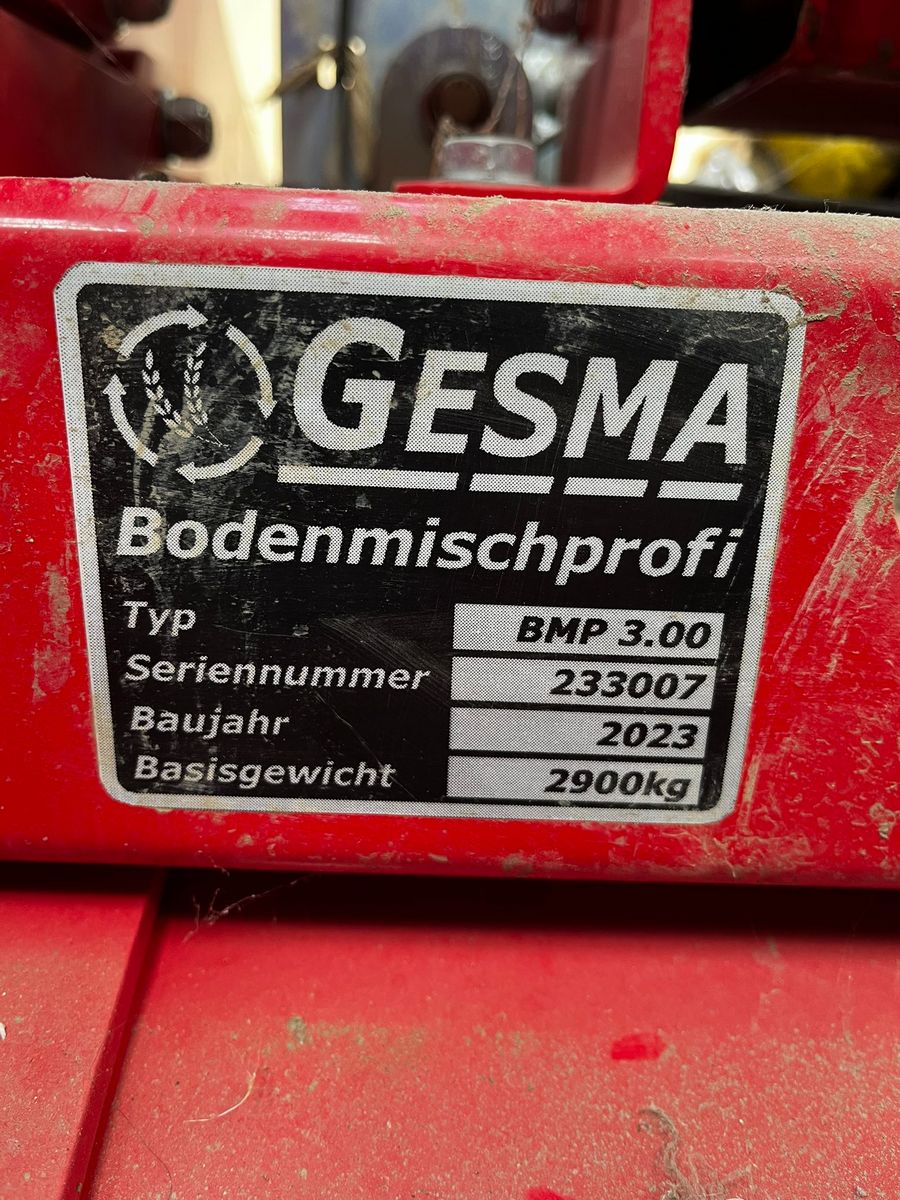 GESMA
Bodenmischprofi
Typ BMP 3.00
Seriennummer 233007
Baujahr 2023
Basisgewicht 2900kg